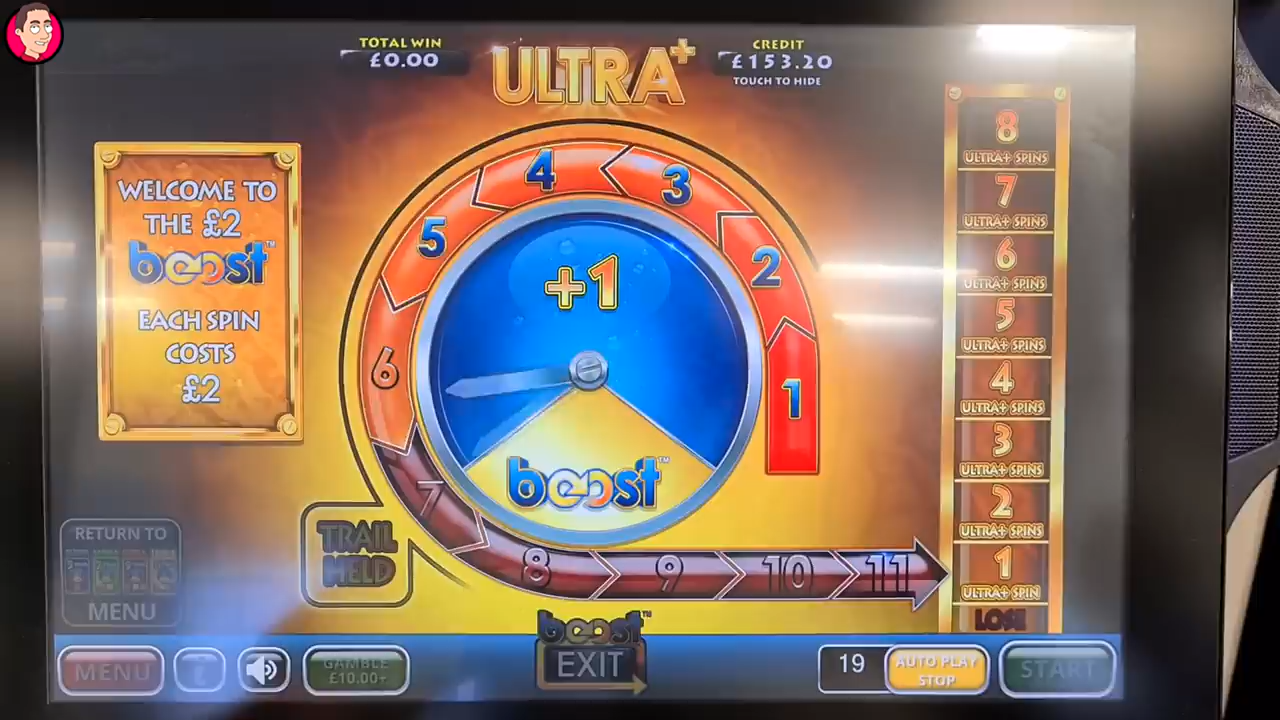 TOTAL WIN
£0.00
ULTRA+
CREDIT
£153.20
TOUCH TO HIDE
WELCOME TO
THE £2
boost™
EACH SPIN
COSTS
£2
+1
boost™
1
2
3
4
5
6
7
8
9
10
11
TRAIL
HELD
8
ULTRA+ SPINS
7
ULTRA+ SPINS
6
ULTRA+ SPINS
5
ULTRA+ SPINS
4
ULTRA+ SPINS
3
ULTRA+ SPINS
2
ULTRA+ SPINS
1
ULTRA+ SPIN
LOSE
RETURN TO
MENU
MENU
i
GAMBLE
£10.00+
boost™
EXIT
19
AUTO PLAY
STOP
START